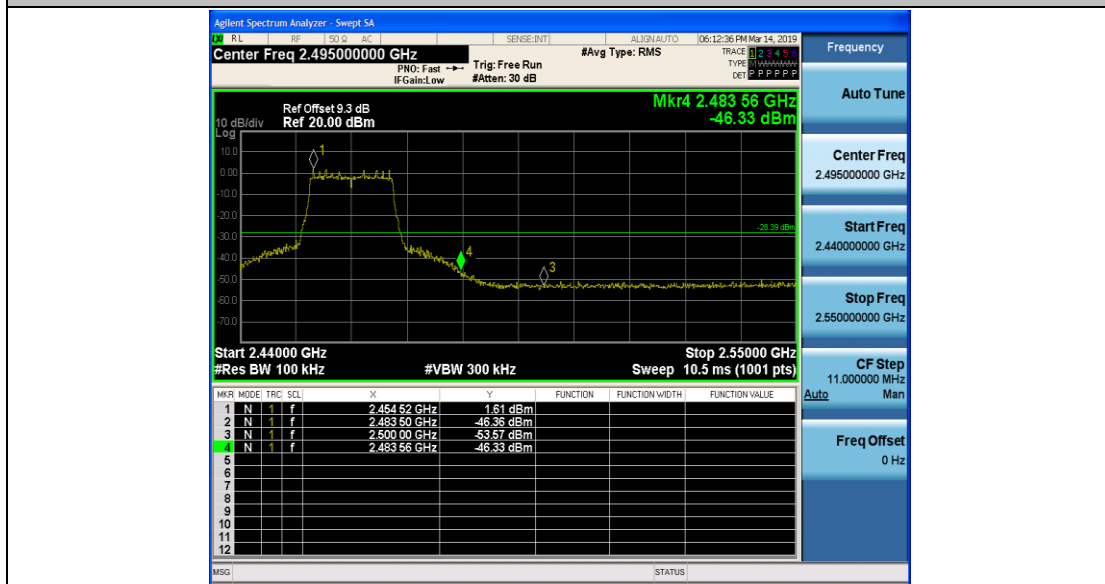 Agilent Spectrum Analyzer - Swept SA
RL RF 50 Ω AC SENSE:INT ALIGN AUTO 06:12:36 PM Mar 14, 2019
Center Freq 2.495000000 GHz #Avg Type: RMS TRACE 1 2 3 4 5 6
PNO: Fast Trig: Free Run TYPE M WWWWW
IFGain:Low #Atten: 30 dB DET P P P P P P
Frequency
Auto Tune
Ref Offset 9.3 dB Mkr4 2.483 56 GHz
10 dB/div Ref 20.00 dBm -46.33 dBm
Log
10.0
0.00
-10.0
-20.0
-30.0
-40.0
-50.0
-60.0
-70.0
1
4
3
-28.39 dBm
Center Freq
2.495000000 GHz
Start Freq
2.440000000 GHz
Stop Freq
2.550000000 GHz
Start 2.44000 GHz Stop 2.55000 GHz
#Res BW 100 kHz #VBW 300 kHz Sweep 10.5 ms (1001 pts)
CF Step
11.000000 MHz
Auto Man
MKR MODE TRC SCL X Y FUNCTION FUNCTION WIDTH FUNCTION VALUE
1 N 1 f 2.454 52 GHz 1.61 dBm
2 N 1 f 2.483 50 GHz -46.36 dBm
3 N 1 f 2.500 00 GHz -53.57 dBm
4 N 1 f 2.483 56 GHz -46.33 dBm
5
6
7
8
9
10
11
12
Freq Offset
0 Hz
MSG STATUS